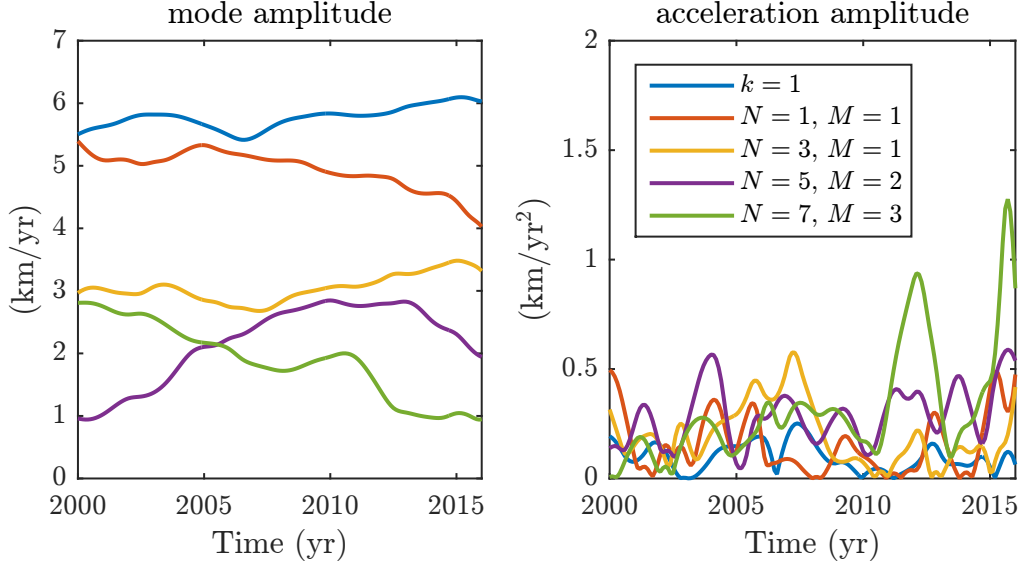 mode amplitude
(km/yr)
7
6
5
4
3
2
1
0
2000 2005 2010 2015
Time (yr)
acceleration amplitude
(km/yr²)
2
1.5
1
0.5
0
k = 1
N = 1, M = 1
N = 3, M = 1
N = 5, M = 2
N = 7, M = 3
2000 2005 2010 2015
Time (yr)